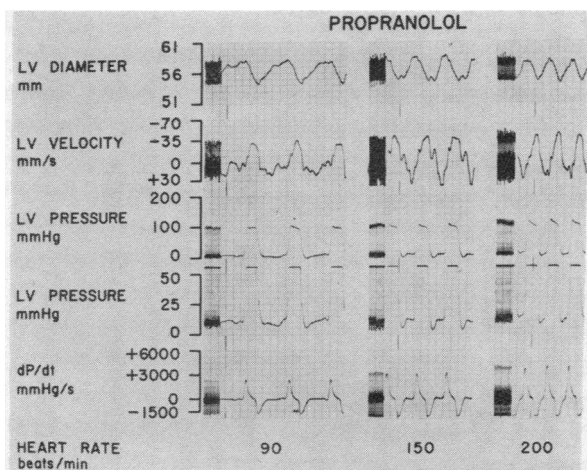 PROPRANOLOL
61
LV DIAMETER
56
mm
51
-70
LV VELOCITY
-35
mm/s
0
+30
200
LV PRESSURE
100
mmHg
0
50
LV PRESSURE
25
mmHg
0
+6000
dP/dt
+3000
mmHg/s
0
-1500
HEART RATE 90 150 200
beats/min